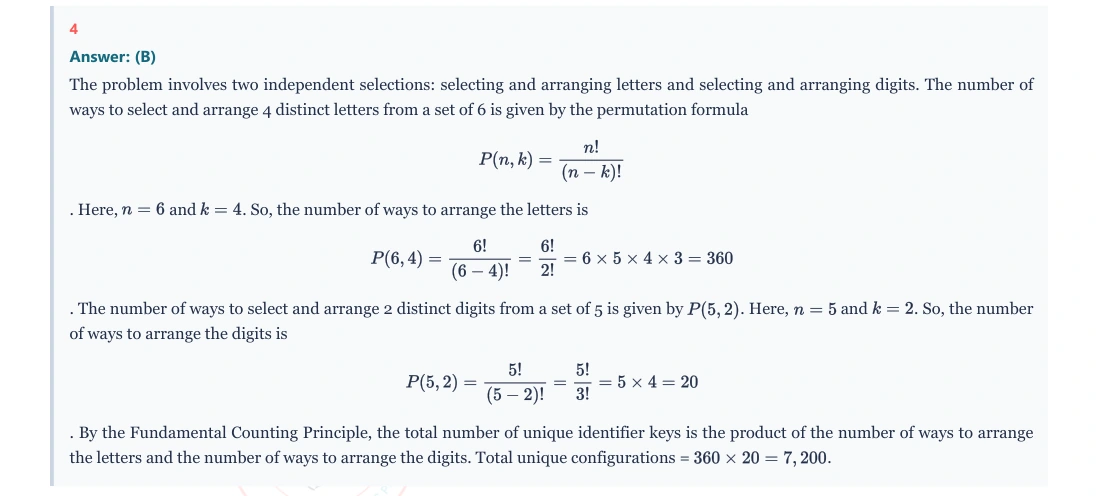 4
Answer: (B)
The problem involves two independent selections: selecting and arranging letters and selecting and arranging digits. The number of
ways to select and arrange 4 distinct letters from a set of 6 is given by the permutation formula
P(n, k) = n! / (n − k)!
. Here, n = 6 and k = 4. So, the number of ways to arrange the letters is
P(6, 4) = 6! / (6 − 4)! = 6! / 2! = 6 × 5 × 4 × 3 = 360
. The number of ways to select and arrange 2 distinct digits from a set of 5 is given by P(5, 2). Here, n = 5 and k = 2. So, the number
of ways to arrange the digits is
P(5, 2) = 5! / (5 − 2)! = 5! / 3! = 5 × 4 = 20
. By the Fundamental Counting Principle, the total number of unique identifier keys is the product of the number of ways to arrange
the letters and the number of ways to arrange the digits. Total unique configurations = 360 × 20 = 7, 200.